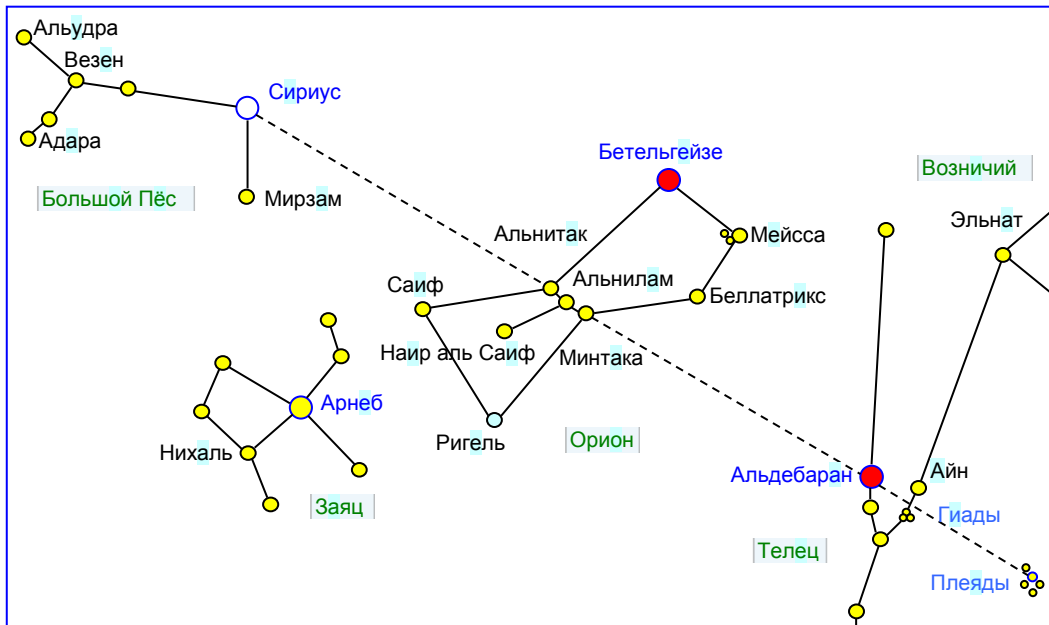 Альудра
Везен
Сириус
Адара
Большой Пёс
Мирзам
Бетельгейзе
Возничий
Эльнат
Альнитак
Мейсса
Саиф
Альнилам
Беллатрикс
Наир аль Саиф
Минтака
Арнеб
Нихаль
Ригель
Орион
Заяц
Альдебаран
Айн
Гиады
Телец
Плеяды